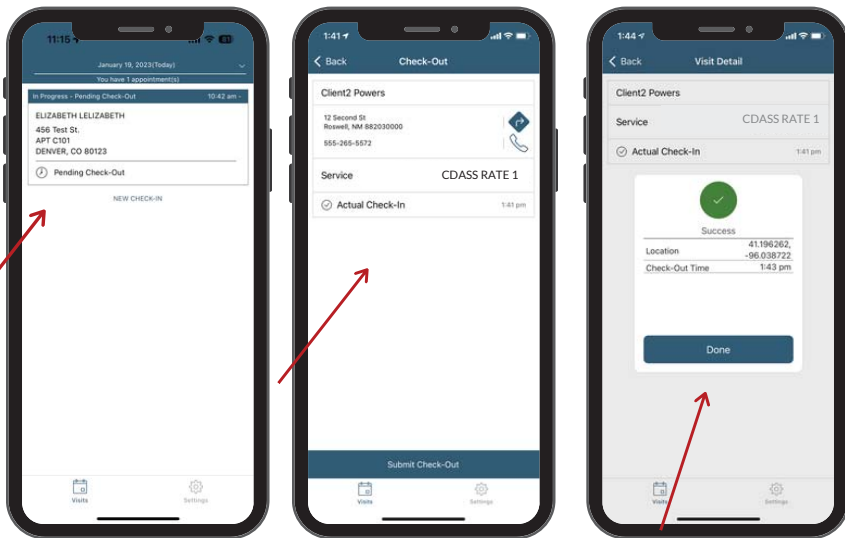 11:15
January 19, 2023(Today)
You have 1 appointment(s)
In Progress - Pending Check-Out 10:42 am -
ELIZABETH LELIZABETH
456 Test St.
APT C101
DENVER, CO 80123
Pending Check-Out
NEW CHECK-IN
Visits Settings
1:41
Back Check-Out
Client2 Powers
12 Second St
Roswell, NM 882030000
555-265-5572
Service CDASS RATE 1
Actual Check-In 1:41 pm
Submit Check-Out
Visits Settings
1:44
Back Visit Detail
Client2 Powers
Service CDASS RATE 1
Actual Check-In 1:41 pm
Success
Location 41.196262,
-96.038722
Check-Out Time 1:43 pm
Done
Visits Settings